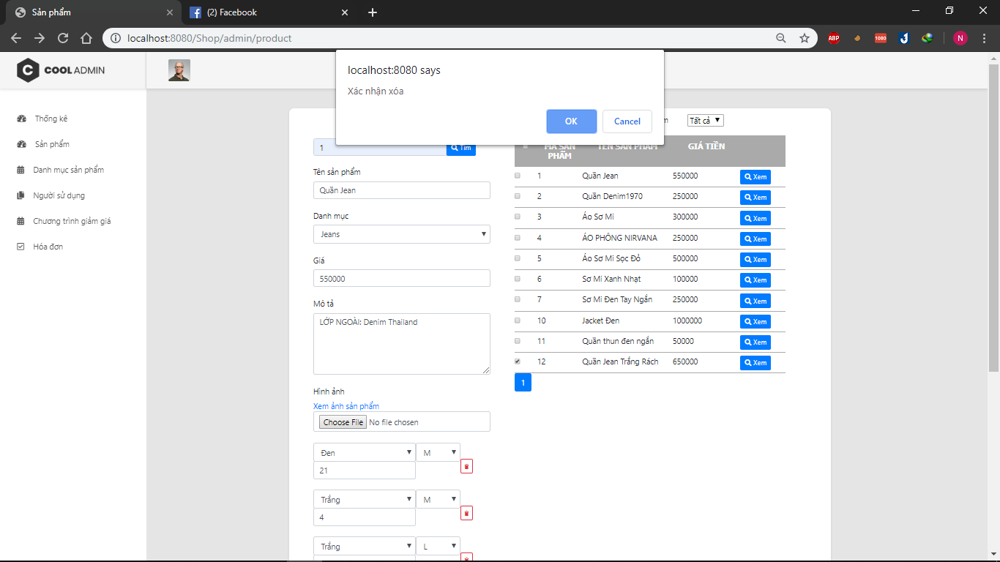 Sản phẩm
(2) Facebook
localhost:8080/Shop/admin/product
ABP
1080
N
C COOL ADMIN
localhost:8080 says
Xác nhận xóa
OK
Cancel
Thống kê
Sản phẩm
Danh mục sản phẩm
Người sử dụng
Chương trình giảm giá
Hóa đơn
1
Tìm
Tên sản phẩm
Quần Jean
Danh mục
Jeans
Giá
550000
Mô tả
LỚP NGOÀI: Denim Thailand
Hình ảnh
Xem ảnh sản phẩm
Choose File No file chosen
Đen M
21
Trắng M
4
Trắng L
Tất cả
MÃ SẢN PHẨM TÊN SẢN PHẨM GIÁ TIỀN
1 Quần Jean 550000 Xem
2 Quần Denim1970 250000 Xem
3 Áo Sơ Mi 300000 Xem
4 ÁO PHÔNG NIRVANA 250000 Xem
5 Áo Sơ Mi Sọc Đỏ 500000 Xem
6 Sơ Mi Xanh Nhạt 100000 Xem
7 Sơ Mi Đen Tay Ngắn 250000 Xem
10 Jacket Đen 1000000 Xem
11 Quần thun đen ngắn 50000 Xem
12 Quần Jean Trắng Rách 650000 Xem
1